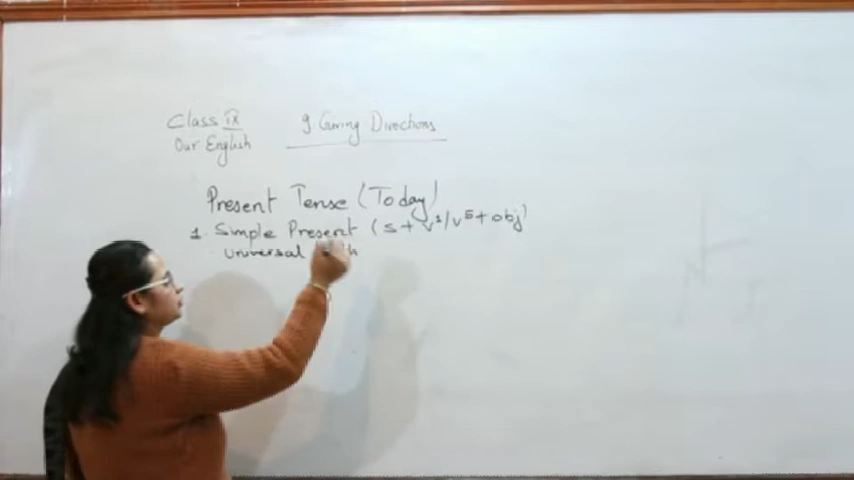 Class IX
9. Giving Directions
Our English
Present Tense (Today)
1. Simple Present (S + V¹/V⁵ + obj)
universal